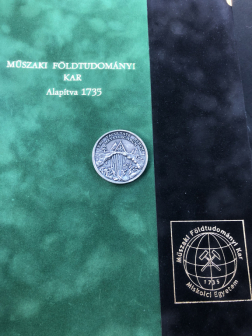 MŰSZAKI FÖLDTUDOMÁNYI
KAR
Alapítva 1735
Műszaki Földtudományi Kar
1735
Miskolci Egyetem